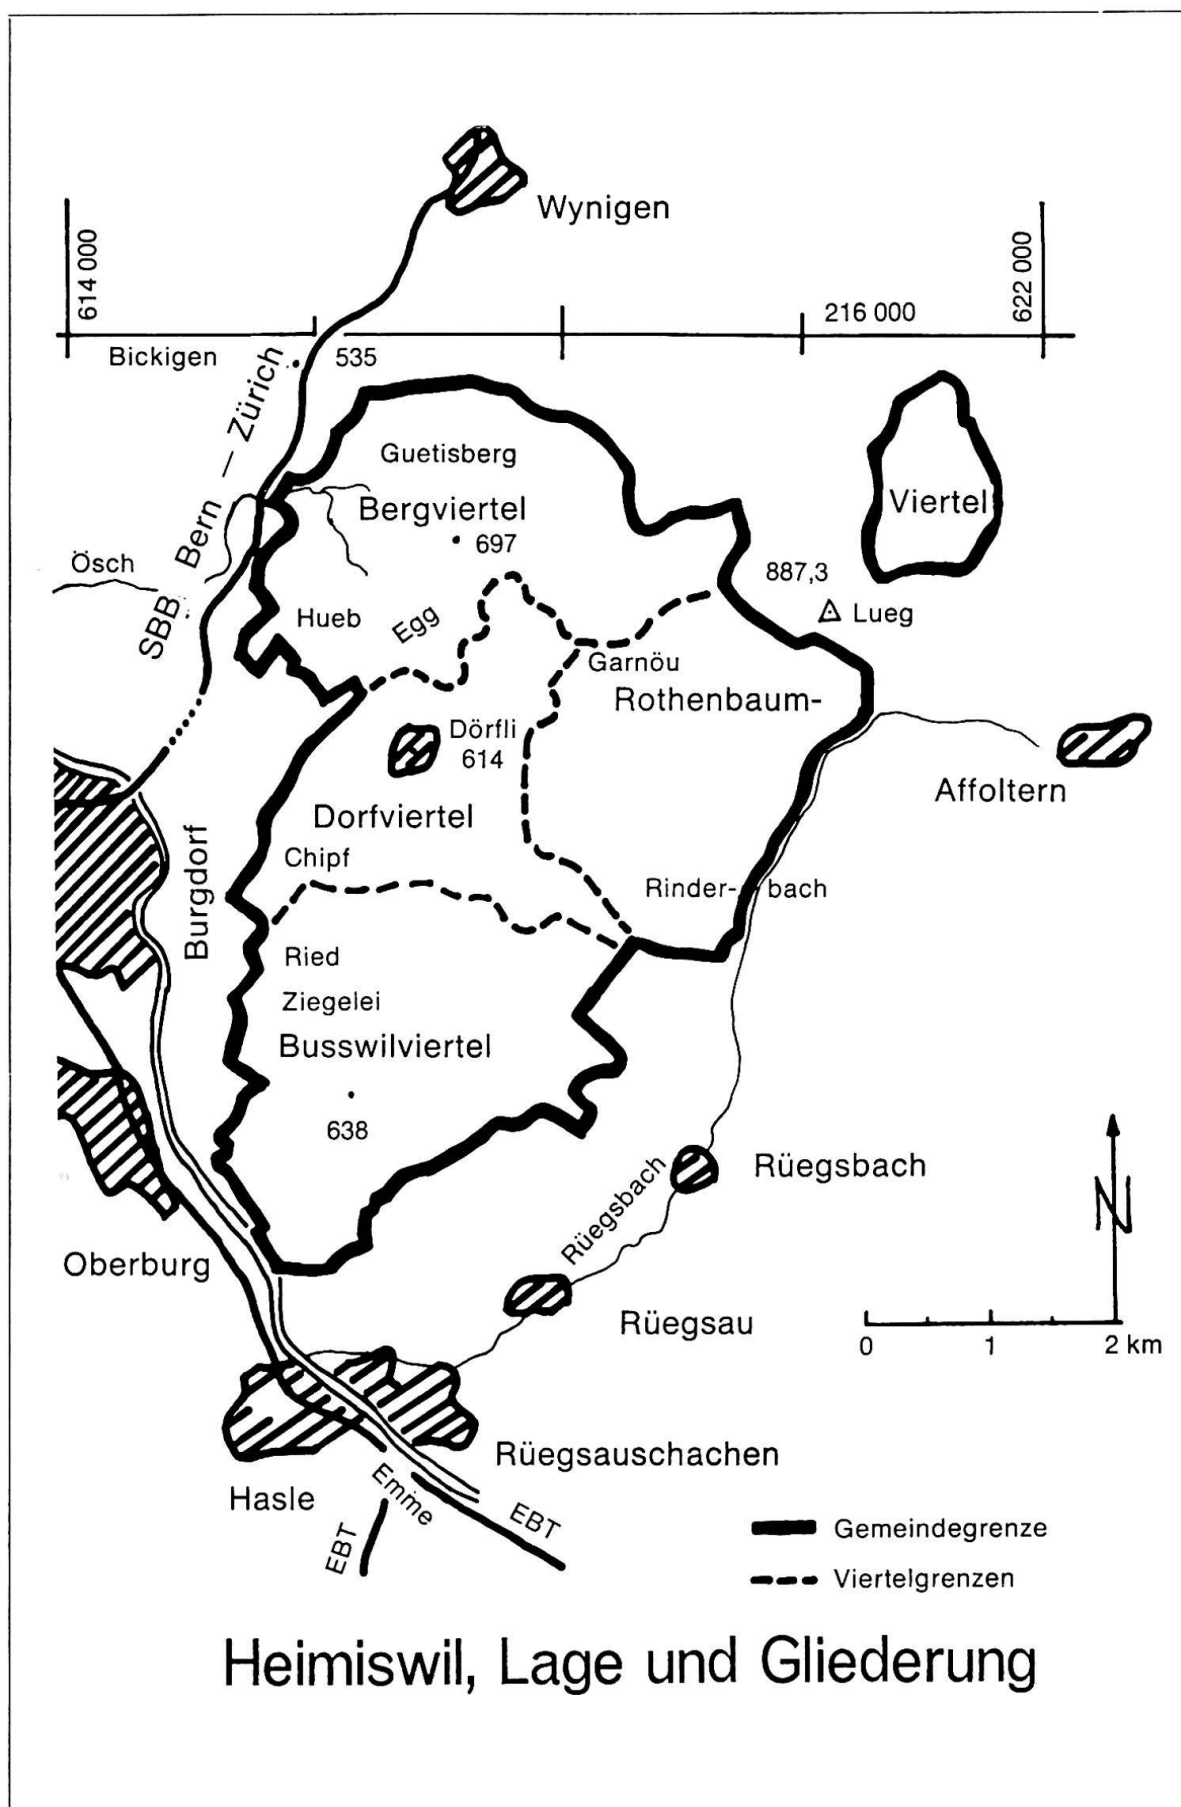 Wynigen
614 000
622 000
216 000
Bickigen
535
SBB Bern — Zürich
Guetisberg
Bergviertel
697
Viertel
Ösch
887,3
Lueg
Hueb
Egg
Garnöu
Rothenbaum-
Dörfli
614
Affoltern
Dorfviertel
Chipf
Burgdorf
Rinder- bach
Ried
Ziegelei
Busswilviertel
638
Rüegsbach
Rüegsbach
N
Oberburg
Rüegsau
0 1 2 km
Rüegsauschachen
Hasle
Emme
EBT
EBT
Gemeindegrenze
Viertelgrenzen
Heimiswil, Lage und Gliederung